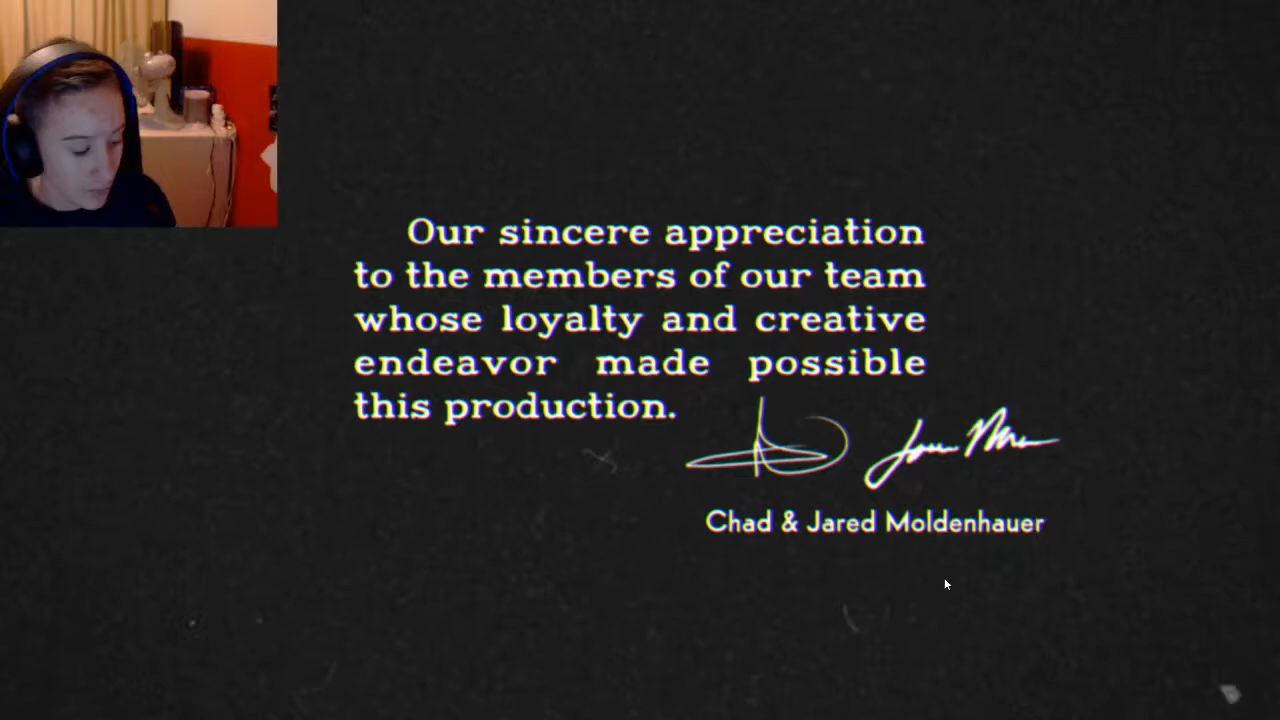 Our sincere appreciation
to the members of our team
whose loyalty and creative
endeavor made possible
this production.
Chad & Jared Moldenhauer